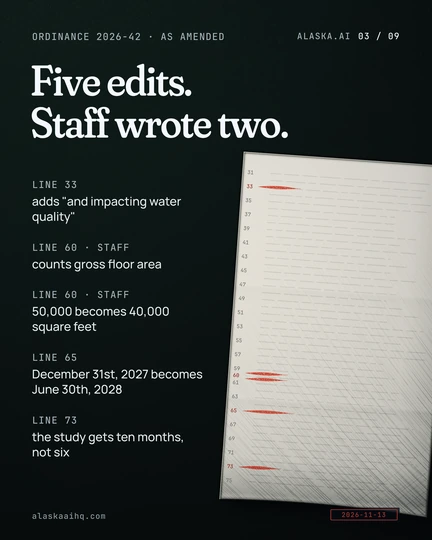 ORDINANCE 2026-42 · AS AMENDED
ALASKA.AI 03 / 09
Five edits.
Staff wrote two.
LINE 33
adds "and impacting water
quality"
LINE 60 · STAFF
counts gross floor area
LINE 60 · STAFF
50,000 becomes 40,000
square feet
LINE 65
December 31st, 2027 becomes
June 30th, 2028
LINE 73
the study gets ten months,
not six
31
33
35
37
39
41
43
45
47
49
51
53
55
57
59
60
61
63
65
67
69
71
73
75
alaskaaihq.com
2026-11-13